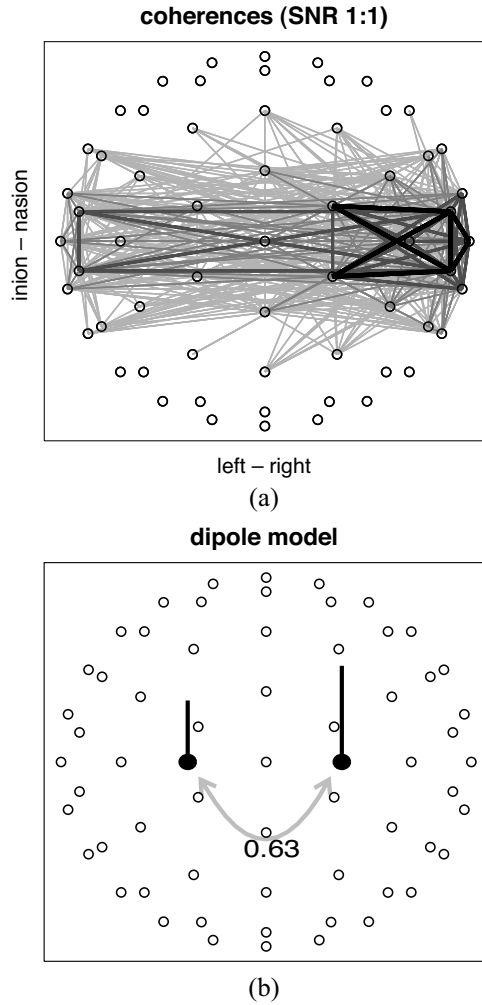 coherences (SNR 1:1)
inion – nasion
left – right
(a)
dipole model
0.63
(b)